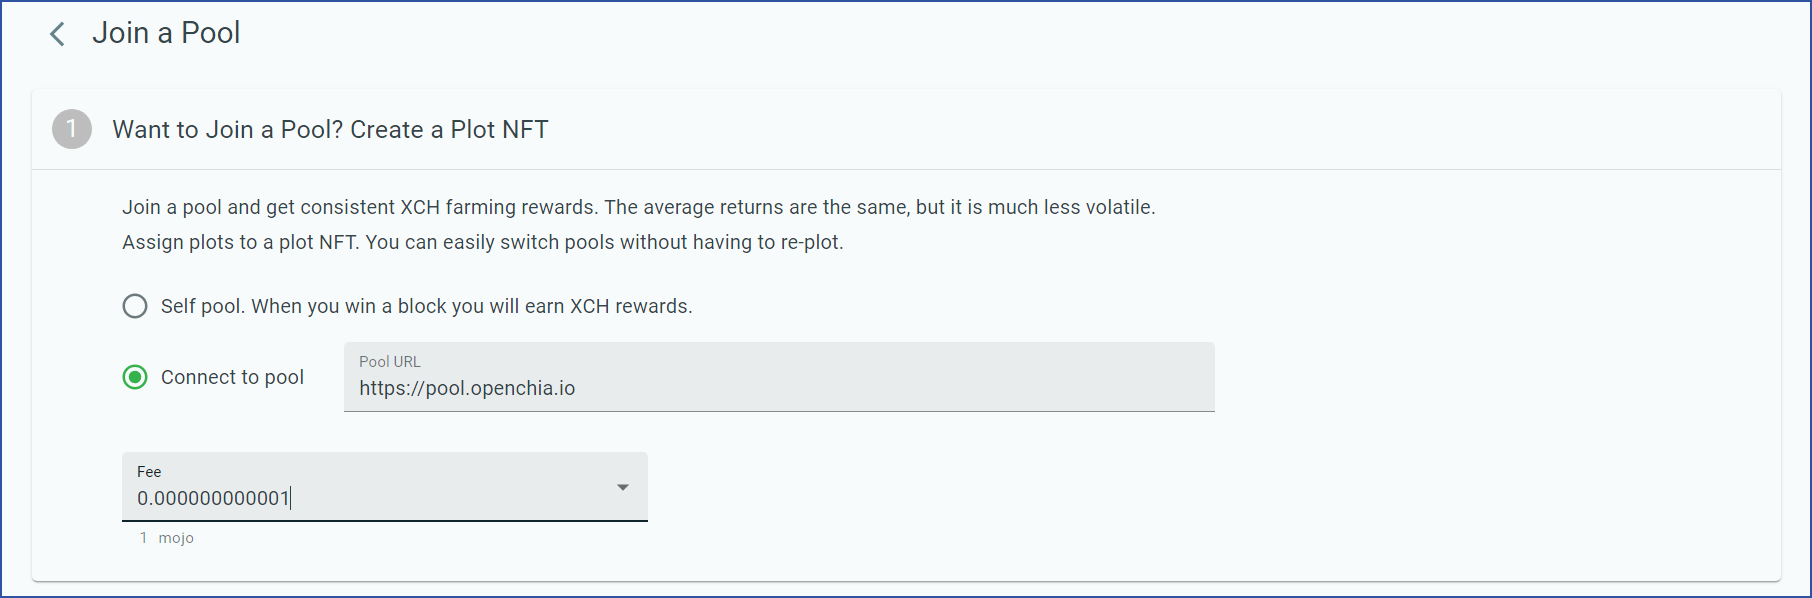 Join a Pool
1
Want to Join a Pool? Create a Plot NFT
Join a pool and get consistent XCH farming rewards. The average returns are the same, but it is much less volatile.
Assign plots to a plot NFT. You can easily switch pools without having to re-plot.
Self pool. When you win a block you will earn XCH rewards.
Connect to pool
Pool URL
https://pool.openchia.io
Fee
0.000000000001
1 mojo